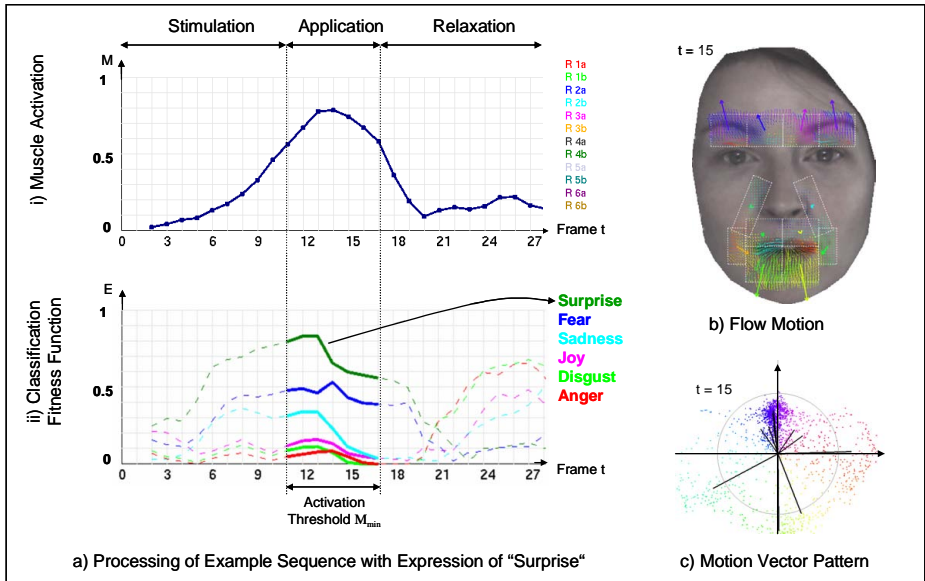 Stimulation Application Relaxation
M
1
0.5
0
i) Muscle Activation
0 3 6 9 12 15 18 21 24 27
Frame t
R 1a
R 1b
R 2a
R 2b
R 3a
R 3b
R 4a
R 4b
R 5a
R 5b
R 6a
R 6b
E
1
0.5
0
ii) Classification
Fitness Function
0 3 6 9 12 15 18 21 24 27
Frame t
Surprise
Fear
Sadness
Joy
Disgust
Anger
Activation
Threshold Mmin
a) Processing of Example Sequence with Expression of “Surprise“
t = 15
b) Flow Motion
t = 15
c) Motion Vector Pattern